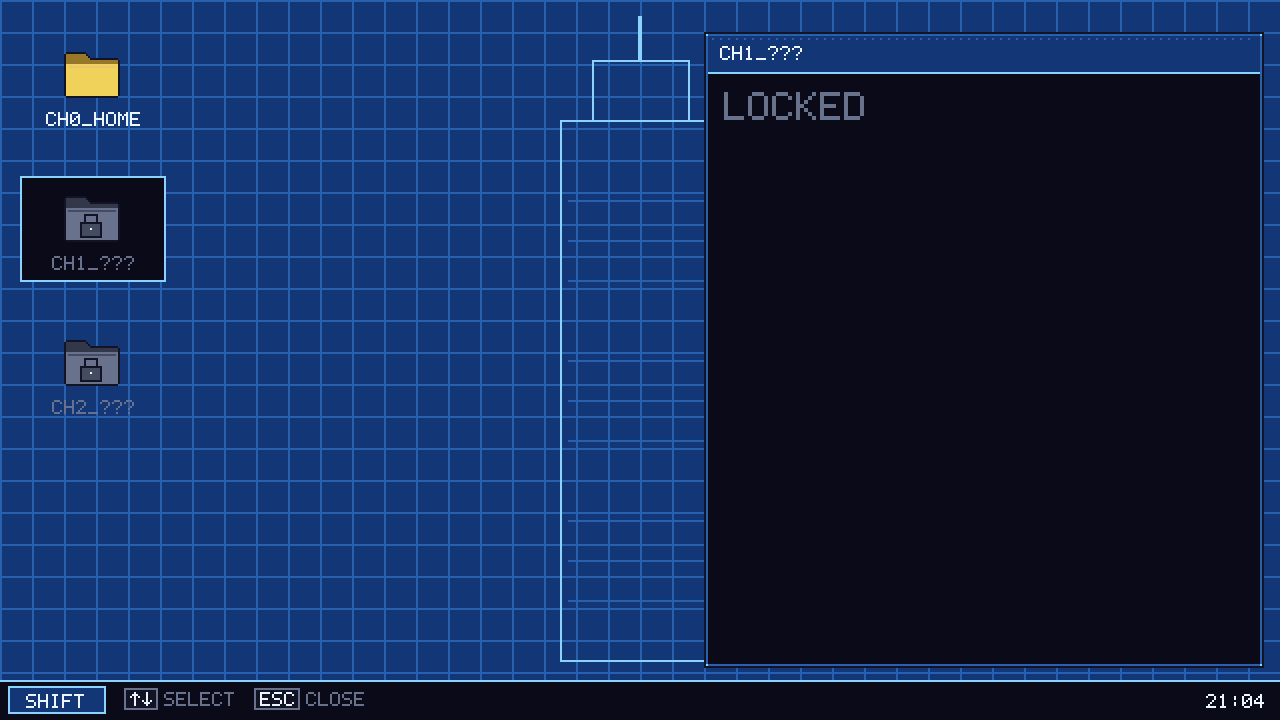 CH0_HOME
CH1_???
CH2_???
CH1_???
LOCKED
SHIFT ↑↓ SELECT ESC CLOSE 21:04